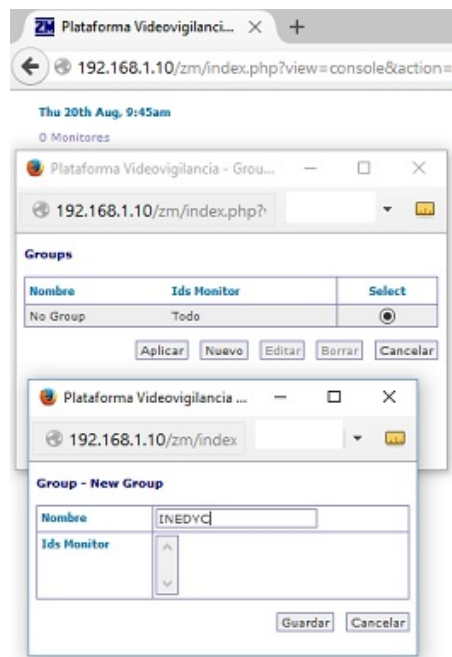 ZM Plataforma Videovigilanci... × +
192.168.1.10/zm/index.php?view=console&action=
Thu 20th Aug, 9:45am
0 Monitores
Plataforma Videovigilancia - Grou...
192.168.1.10/zm/index.php?
Groups
Nombre Ids Monitor Select
No Group Todo
Aplicar Nuevo Editar Borrar Cancelar
Plataforma Videovigilancia ...
192.168.1.10/zm/index
Group - New Group
Nombre INEDYC
Ids Monitor
Guardar Cancelar